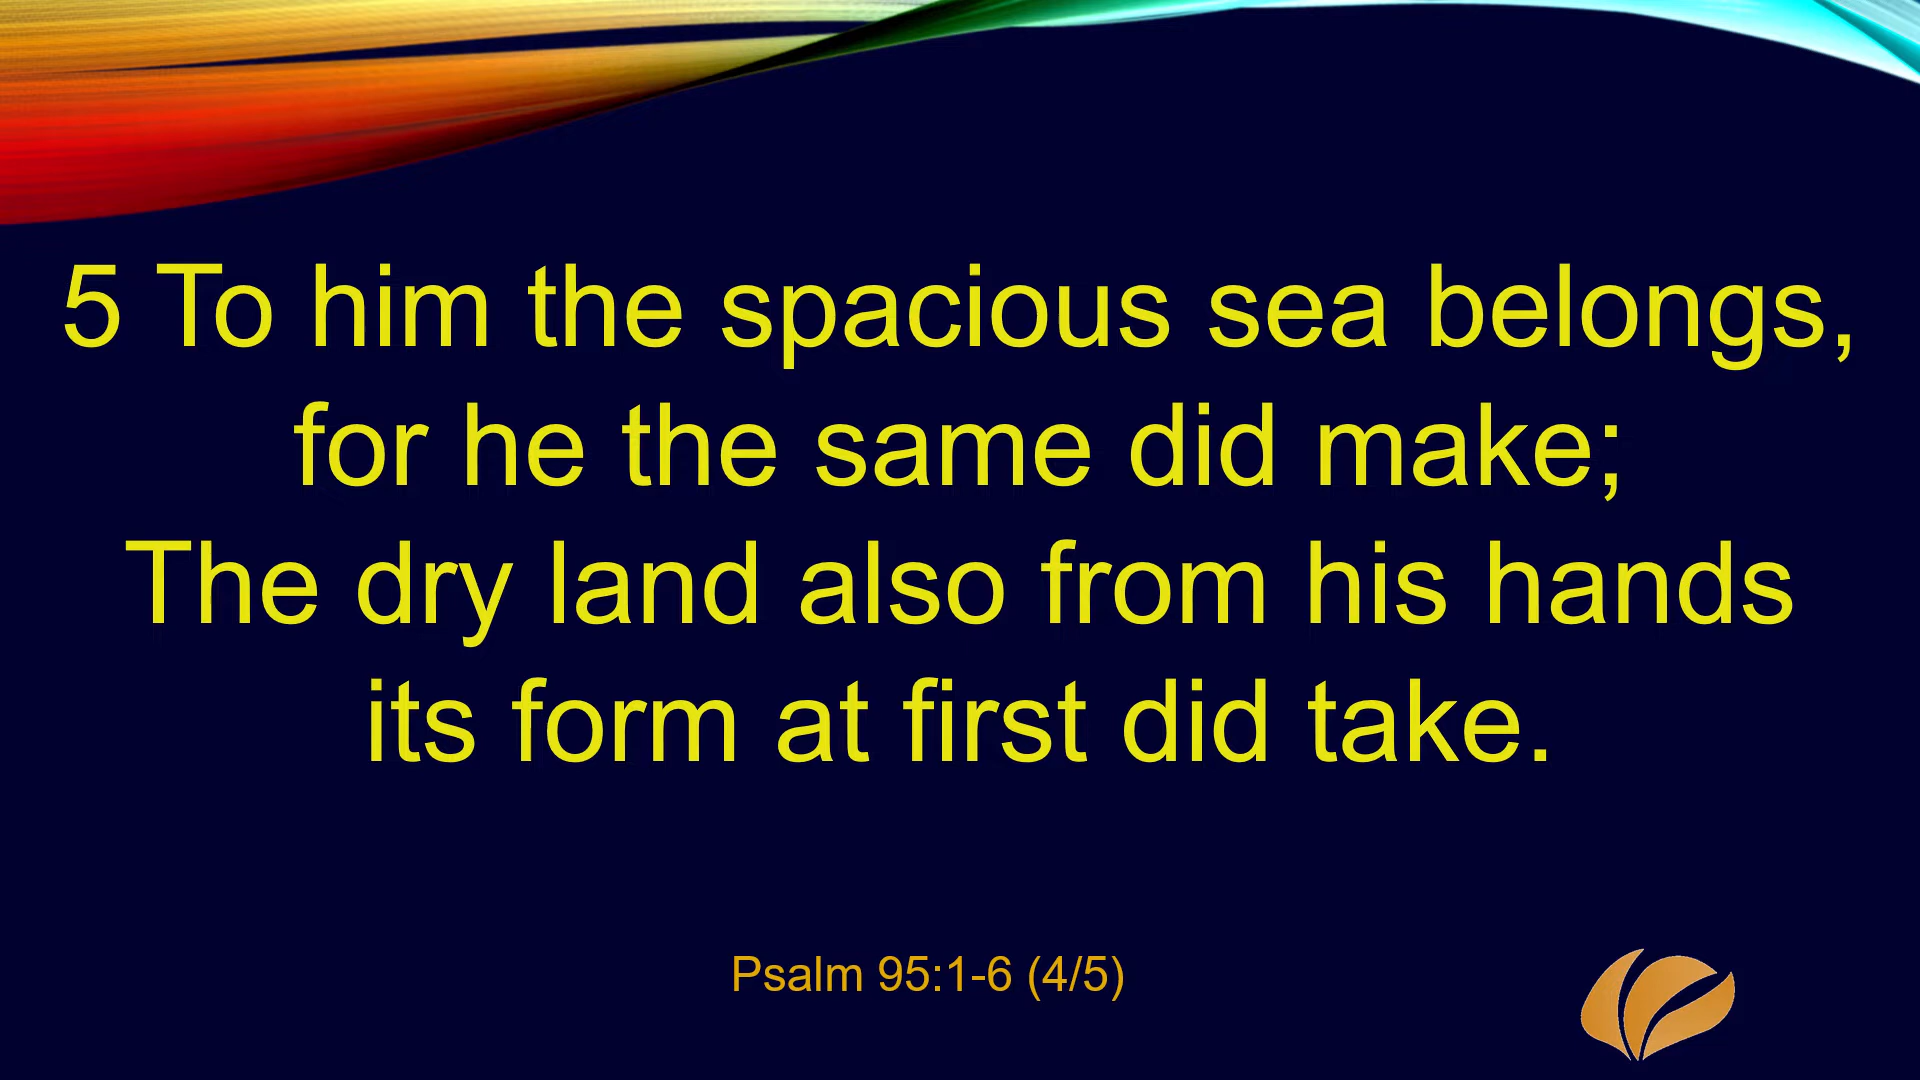 5 To him the spacious sea belongs,
for he the same did make;
The dry land also from his hands
its form at first did take.
Psalm 95:1-6 (4/5)